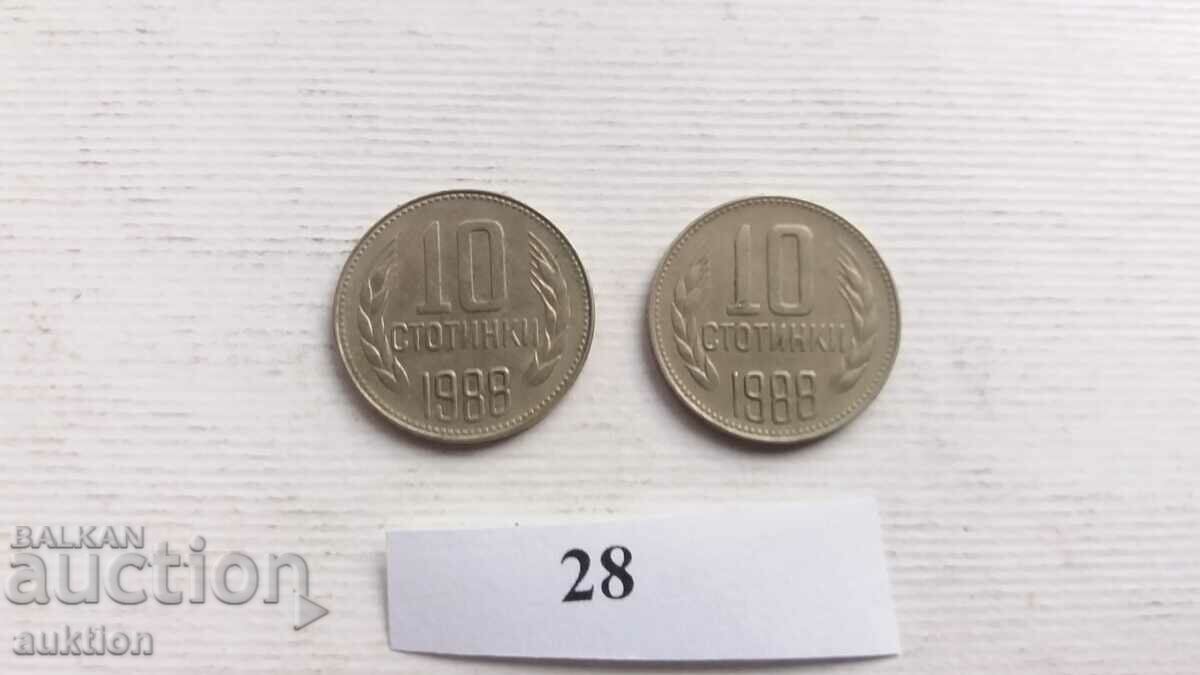 10
СТОТИНКИ
1988
10
СТОТИНКИ
1988
28
BALKAN
auction
auktion